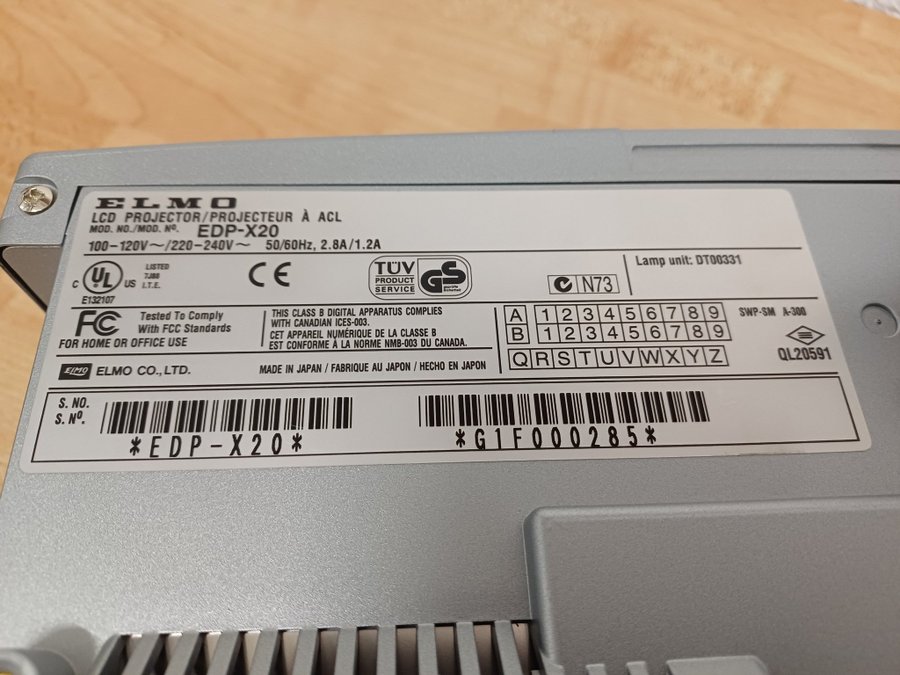 ELMO
LCD PROJECTOR/PROJECTEUR À ACL
MOD. NO./MOD. Nº. EDP-X20
100-120V～/220-240V～ 50/60Hz, 2.8A/1.2A
C UL US LISTED 7J88 I.T.E.
E132107
CE
TÜV PRODUCT SERVICE GS
N73
Lamp unit: DT00331
FC Tested To Comply
With FCC Standards
FOR HOME OR OFFICE USE
THIS CLASS B DIGITAL APPARATUS COMPLIES
WITH CANADIAN ICES-003.
CET APPAREIL NUMÉRIQUE DE LA CLASSE B
EST CONFORME À LA NORME NMB-003 DU CANADA.
A 1 2 3 4 5 6 7 8 9
B 1 2 3 4 5 6 7 8 9
Q R S T U V W X Y Z
SWP-SM A-300
QL20591
ELMO ELMO CO., LTD.
MADE IN JAPAN / FABRIQUE AU JAPON / HECHO EN JAPON
S. NO.
S. Nº.
*EDP-X20*
*G1F000285*